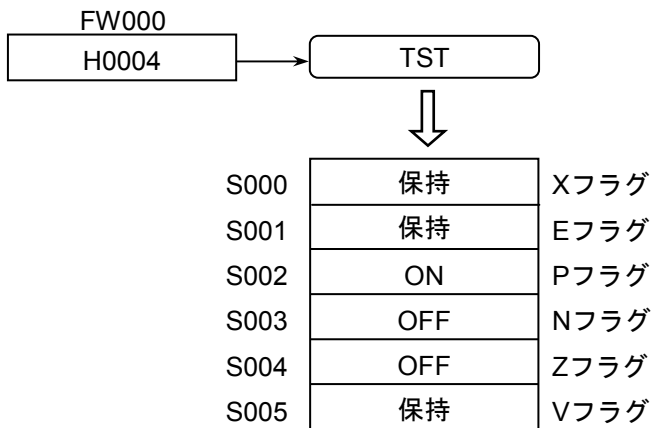 FW000
H0004 TST
S000 保持 Xフラグ
S001 保持 Eフラグ
S002 ON Pフラグ
S003 OFF Nフラグ
S004 OFF Zフラグ
S005 保持 Vフラグ